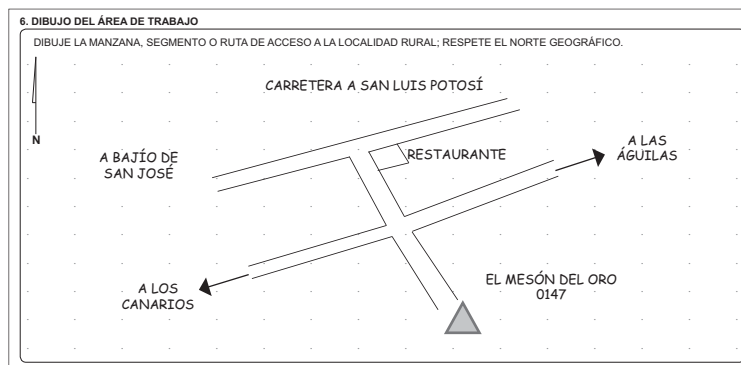 6. DIBUJO DEL ÁREA DE TRABAJO
DIBUJE LA MANZANA, SEGMENTO O RUTA DE ACCESO A LA LOCALIDAD RURAL; RESPETE EL NORTE GEOGRÁFICO.
CARRETERA A SAN LUIS POTOSÍ
N
A BAJÍO DE
SAN JOSÉ
RESTAURANTE
A LAS
ÁGUILAS
A LOS
CANARIOS
EL MESÓN DEL ORO
0147